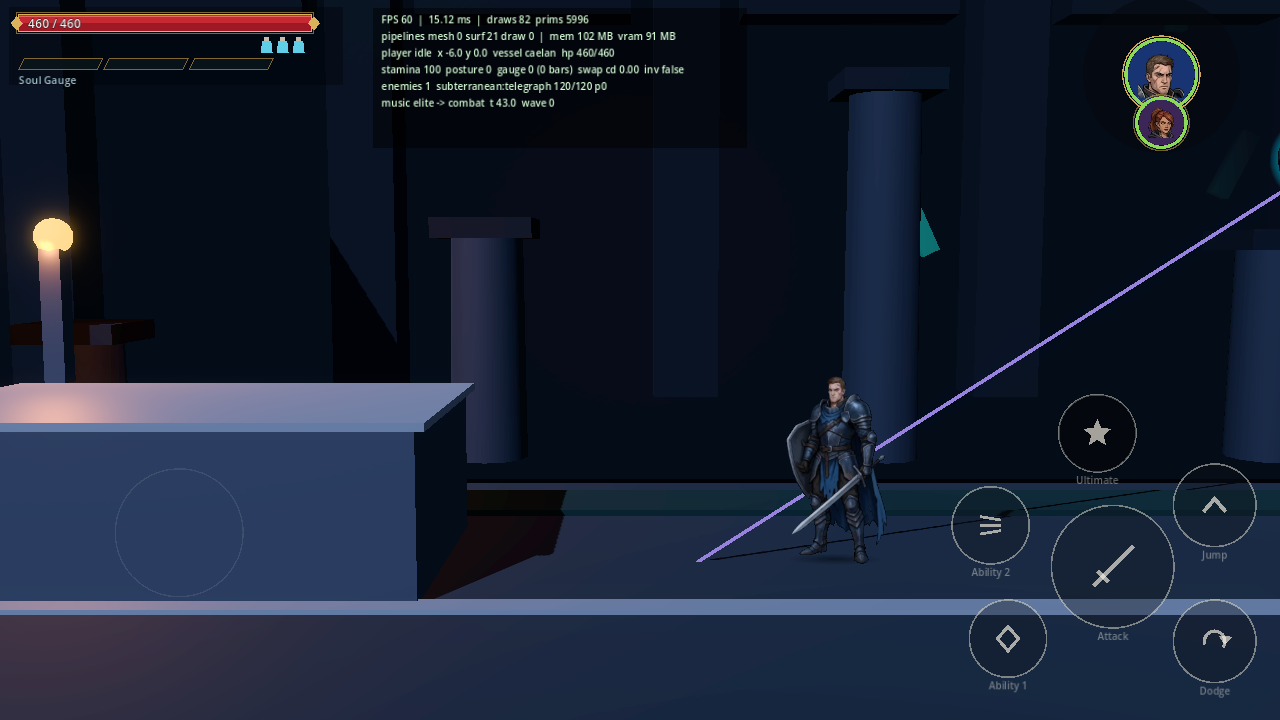 460 / 460
Soul Gauge
FPS 60 | 15.12 ms | draws 82 prims 5996
pipelines mesh 0 surf 21 draw 0 | mem 102 MB vram 91 MB
player idle x -6.0 y 0.0 vessel caelan hp 460/460
stamina 100 posture 0 gauge 0 (0 bars) swap cd 0.00 inv false
enemies 1 subterranean:telegraph 120/120 p0
music elite -> combat t 43.0 wave 0
Ultimate
Jump
Ability 2
Attack
Ability 1
Dodge